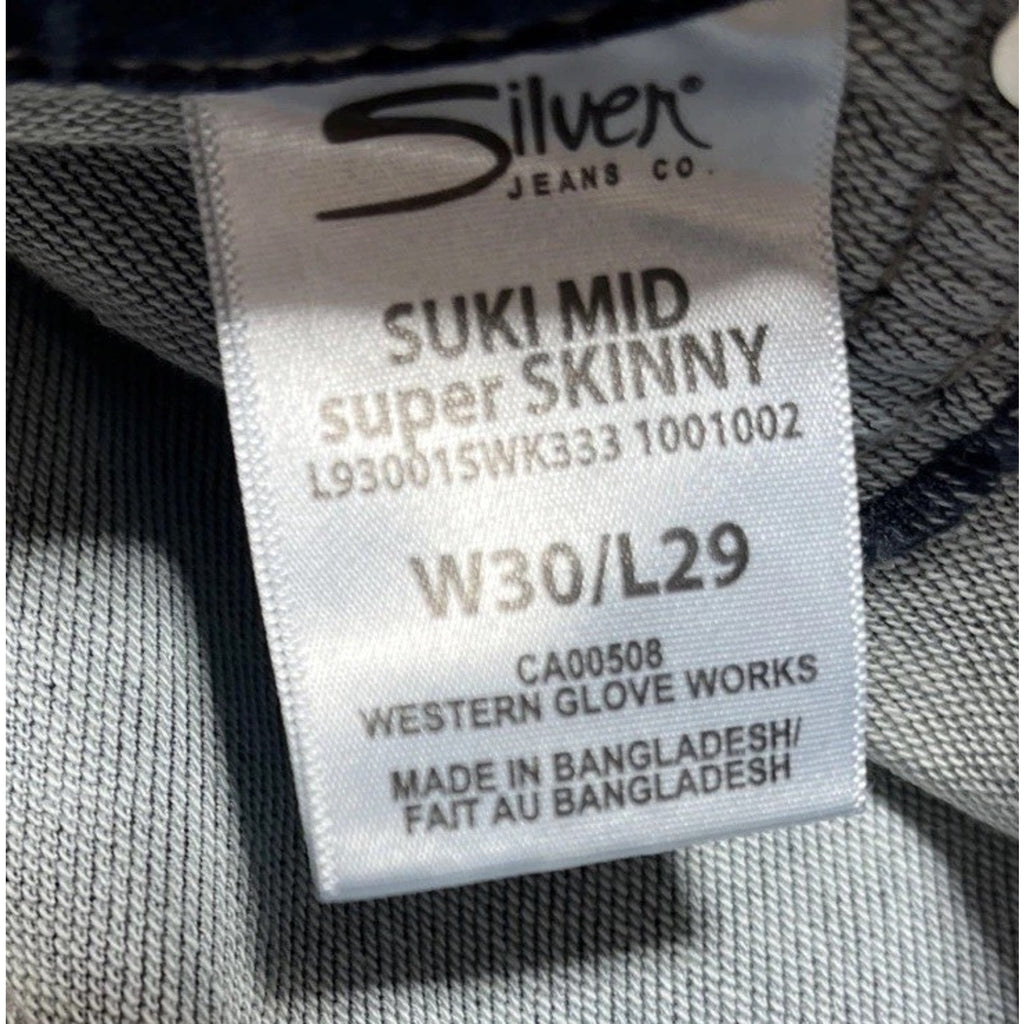 Silver®
JEANS CO.
SUKI MID
super SKINNY
L93001SWK333 1001002
W30/L29
CA00508
WESTERN GLOVE WORKS
MADE IN BANGLADESH/
FAIT AU BANGLADESH